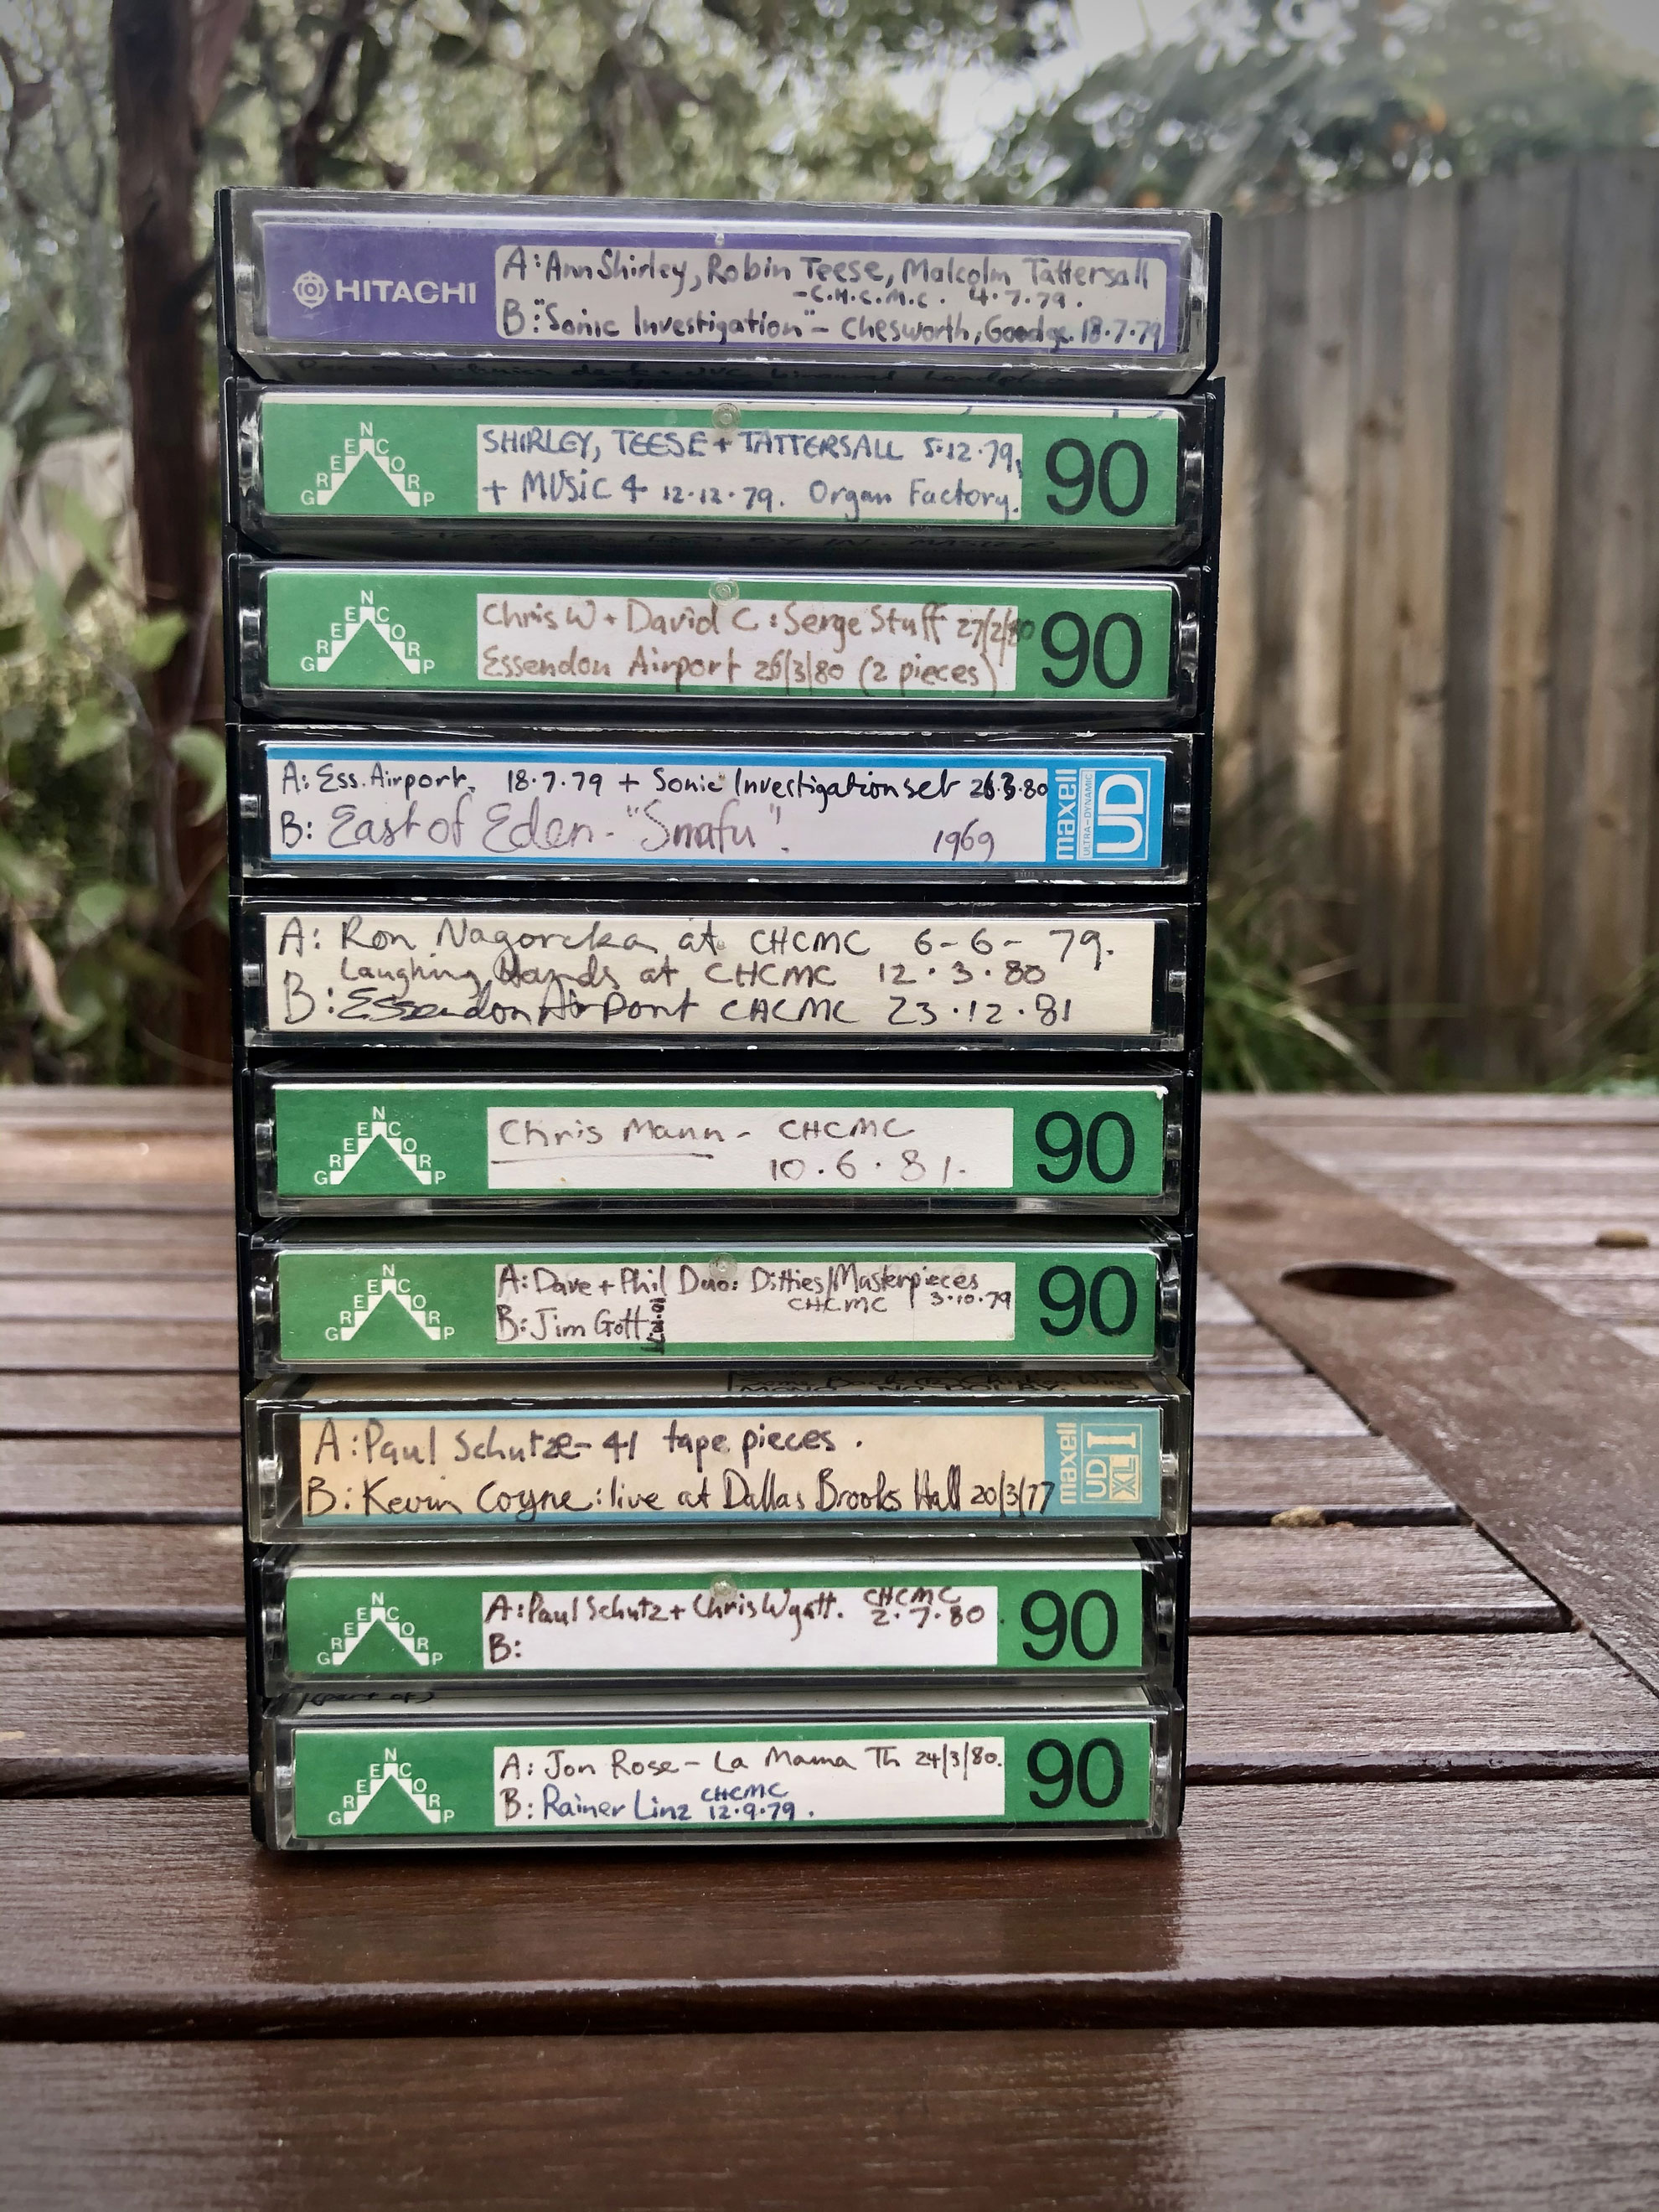 HITACHI
A: Ann Shirley, Robin Teese, Malcolm Tattersall
-C.H.C.M.C. 4.7.79.
B: "Sonic Investigation" - Chesworth, Goodge. 18.7.79
GREENCORP
SHIRLEY, TEESE + TATTERSALL 5.12.79,
+ MUSIC 4 12.12.79. Organ Factory.
90
GREENCORP
Chris W + David C: Serge Stuff 27/2/80
Essendon Airport 26/3/80 (2 pieces)
90
A: Ess. Airport. 18.7.79 + Sonic Investigation set 26.3.80
B: East of Eden - "Snafu". 1969
maxell
ULTRA-DYNAMIC
UD
A: Ron Nagorcka at CHCMC 6-6-79.
Laughing Hands at CHCMC 12.3.80
B: Essendon Airport CHCMC 23.12.81
GREENCORP
Chris Mann - CHCMC
10.6.81.
90
GREENCORP
A: Dave + Phil Duo: Ditties/Masterpieces
CHCMC 3.10.79
B: Jim Gott
90
MONO NO DOLBY.
A: Paul Schutze - 41 tape pieces.
B: Kevin Coyne: live at Dallas Brooks Hall 20/3/77
maxell
UD
XL I
GREENCORP
A: Paul Schutz + Chris Wyatt. CHCMC
2.7.80.
B:
90
(part of)
GREENCORP
A: Jon Rose - La Mama Th 24/3/80.
B: Rainer Linz CHCMC
12.9.79.
90